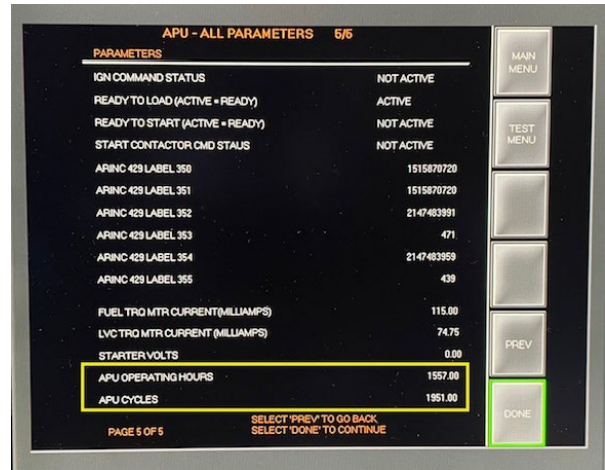 APU - ALL PARAMETERS 5/5
PARAMETERS
IGN COMMAND STATUS NOT ACTIVE
READY TO LOAD (ACTIVE = READY) ACTIVE
READY TO START (ACTIVE = READY) NOT ACTIVE
START CONTACTOR CMD STAUS NOT ACTIVE
ARINC 429 LABEL 350 1515870720
ARINC 429 LABEL 351 1515870720
ARINC 429 LABEL 352 2147483991
ARINC 429 LABEL 353 471
ARINC 429 LABEL 354 2147483959
ARINC 429 LABEL 355 439
FUEL TRQ MTR CURRENT(MILLIAMPS) 115.00
LVC TRQ MTR CURRENT (MILLIAMPS) 74.75
STARTER VOLTS 0.00
APU OPERATING HOURS 1557.00
APU CYCLES 1951.00
PAGE 5 OF 5
SELECT 'PREV' TO GO BACK
SELECT 'DONE' TO CONTINUE
MAIN
MENU
TEST
MENU
PREV
DONE